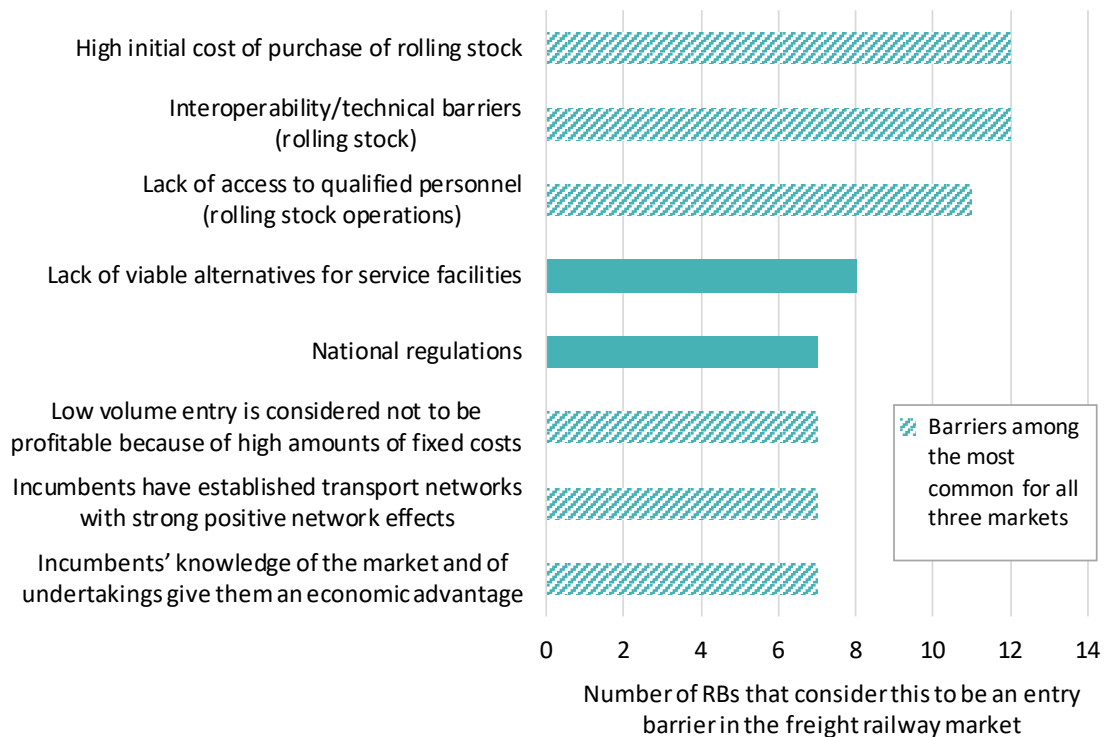 High initial cost of purchase of rolling stock
Interoperability/technical barriers
(rolling stock)
Lack of access to qualified personnel
(rolling stock operations)
Lack of viable alternatives for service facilities
National regulations
Low volume entry is considered not to be
profitable because of high amounts of fixed costs
Incumbents have established transport networks
with strong positive network effects
Incumbents’ knowledge of the market and of
undertakings give them an economic advantage
Barriers among
the most
common for all
three markets
0 2 4 6 8 10 12 14
Number of RBs that consider this to be an entry
barrier in the freight railway market